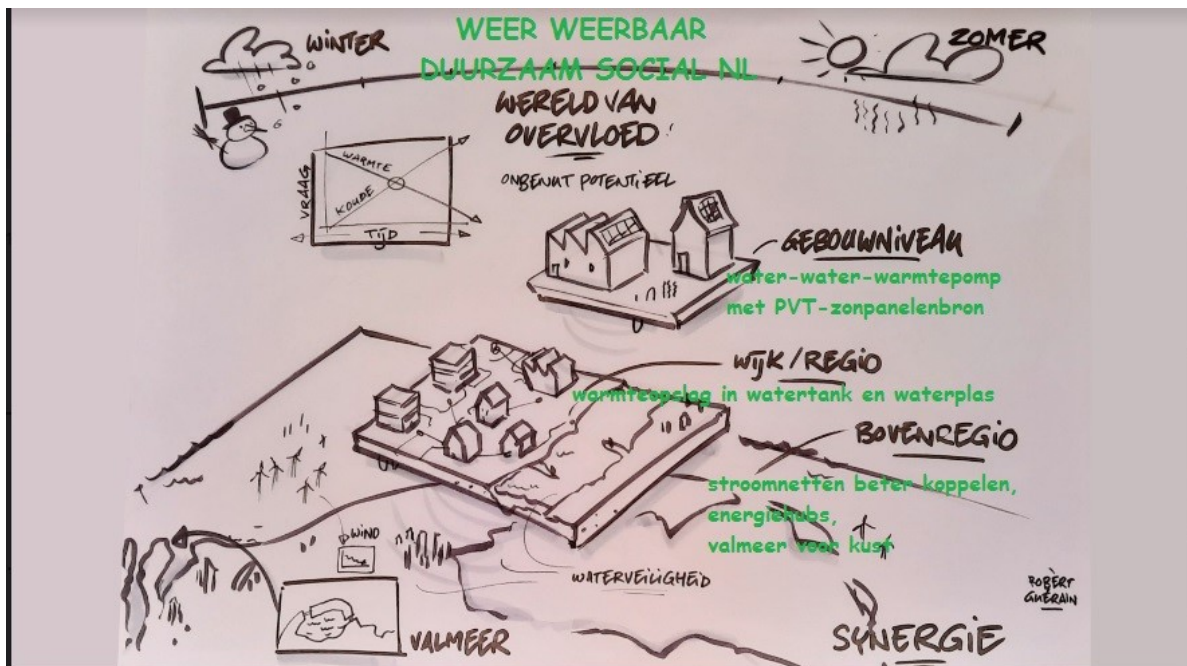 WINTER
WEER WEERBAAR
DUURZAAM SOCIAL NL
ZOMER
WERELD VAN
OVERVLOED!
ONBENUT POTENTIEEL
VRAAG
WARMTE
KOUDE
TIJD
GEBOUWNIVEAU
water-water-warmtepomp
met PVT-zonpanelenbron
WIJK/REGIO
warmteopslag in watertank en waterplas
BOVENREGIO
stroomnetten beter koppelen,
energiehubs,
valmeer voor kust
WIND
WATERVEILIGHEID
VALMEER
SYNERGIE
ROBÈRT
GUÉRAIN